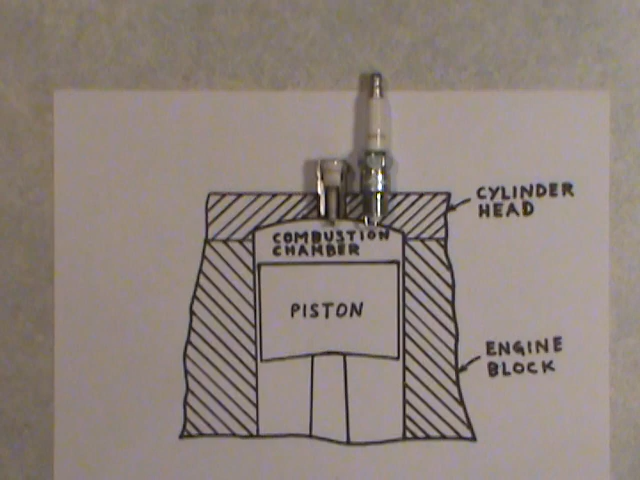 CYLINDER
HEAD
COMBUSTION
CHAMBER
PISTON
ENGINE
BLOCK